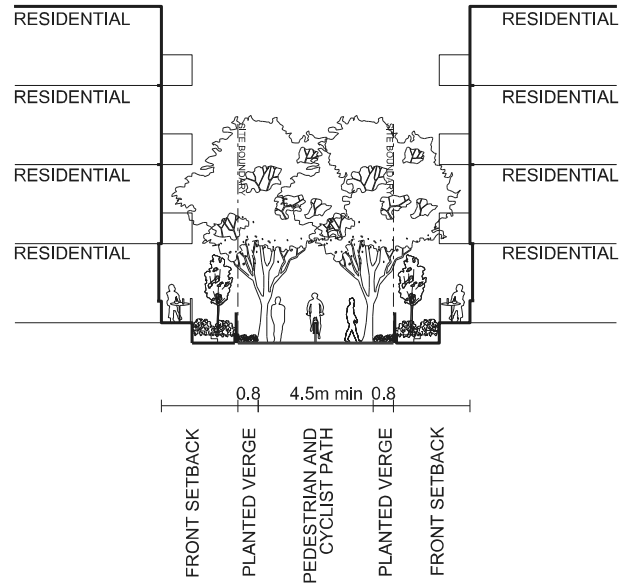 RESIDENTIAL
RESIDENTIAL
RESIDENTIAL
RESIDENTIAL
RESIDENTIAL
RESIDENTIAL
RESIDENTIAL
RESIDENTIAL
SITE BOUNDARY
SITE BOUNDARY
0.8
4.5m min
0.8
FRONT SETBACK
PLANTED VERGE
PEDESTRIAN AND
CYCLIST PATH
PLANTED VERGE
FRONT SETBACK